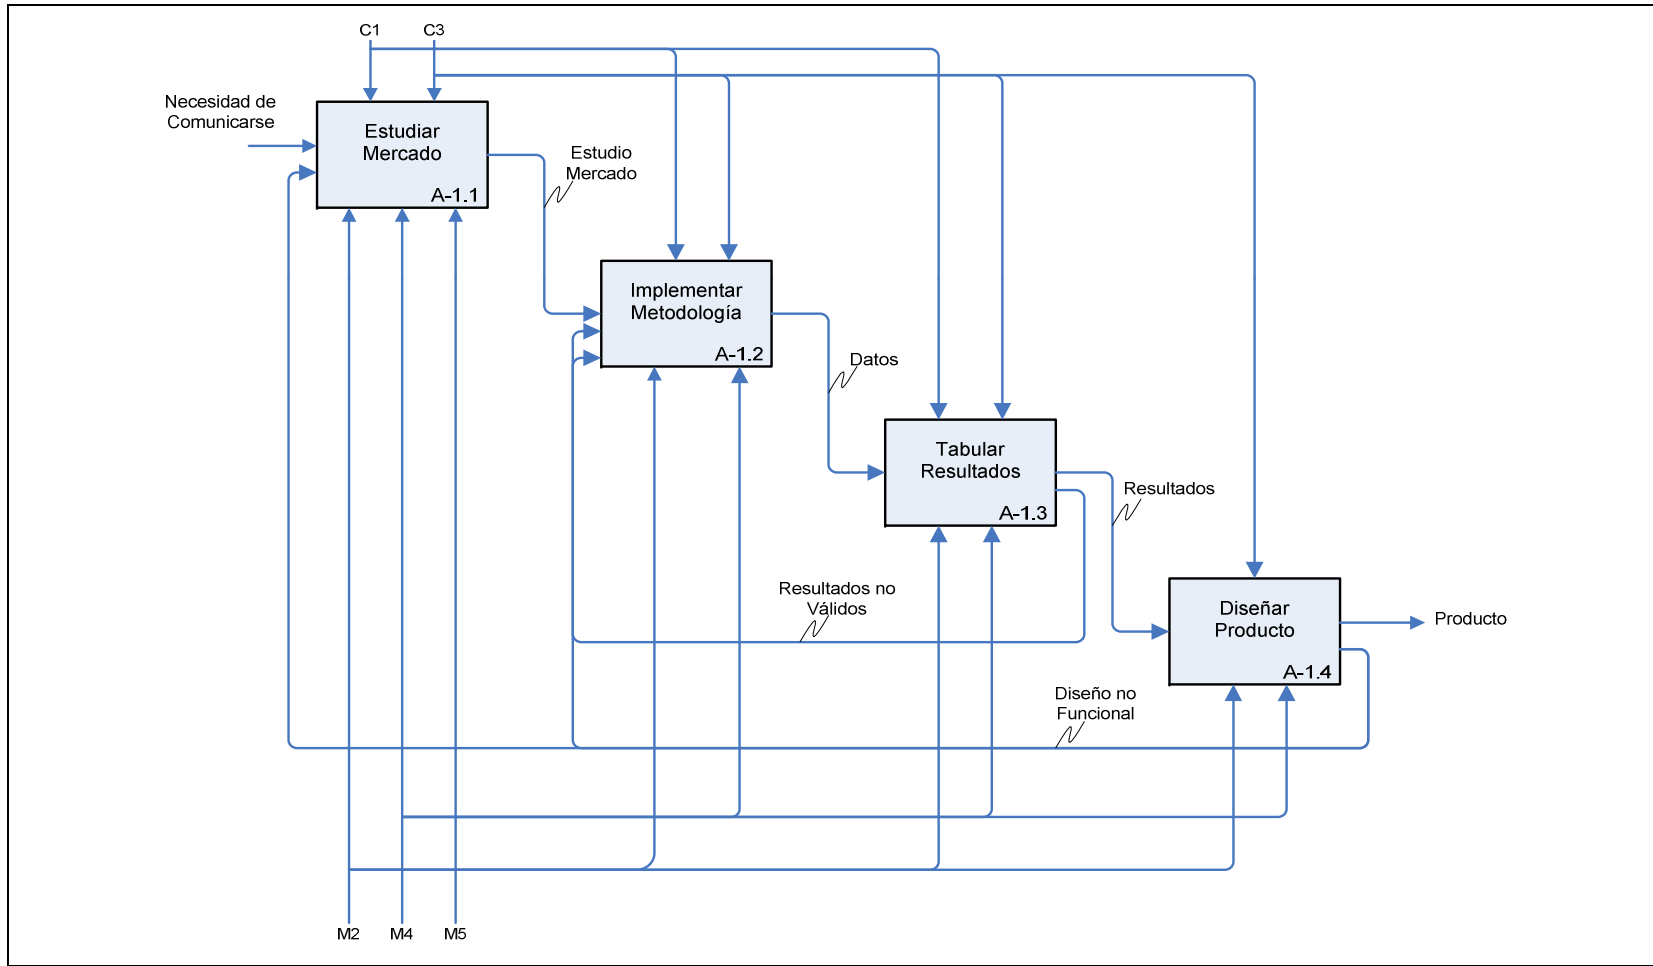 C1
C3
Necesidad de
Comunicarse
Estudiar
Mercado
A-1.1
Estudio
Mercado
Implementar
Metodología
A-1.2
Datos
Tabular
Resultados
A-1.3
Resultados
Resultados no
Válidos
Diseñar
Producto
A-1.4
Producto
Diseño no
Funcional
M2
M4
M5